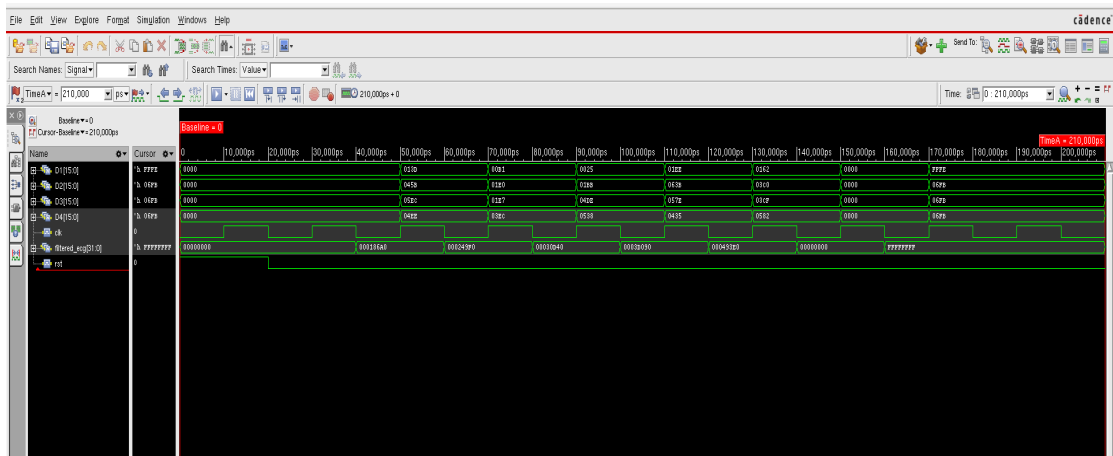 File Edit View Explore Format Simulation Windows Help
cādence
Send To:
Search Names: Signal
Search Times: Value
TimeA = 210,000 ps
210,000ps + 0
Time: 0 : 210,000ps
Baseline = 0
Cursor-Baseline = 210,000ps
Baseline = 0
TimeA = 210,000ps
Name Cursor 0 10,000ps 20,000ps 30,000ps 40,000ps 50,000ps 60,000ps 70,000ps 80,000ps 90,000ps 100,000ps 110,000ps 120,000ps 130,000ps 140,000ps 150,000ps 160,000ps 170,000ps 180,000ps 190,000ps 200,000ps
D1[15:0] 'h FFFE 0000 013D 00B1 0025 01EE 0162 0000 FFFE
D2[15:0] 'h 06FB 0000 045B 01E0 01BB 063B 03C0 0000 06FB
D3[15:0] 'h 06FB 0000 05EC 01E7 04DE 057E 03CF 0000 06FB
D4[15:0] 'h 06FB 0000 04EE 03EC 0538 0435 0582 0000 06FB
clk 0
filtered_ecg[31:0] 'h FFFFFFFF 00000000 000186A0 000249F0 00030D40 0003D090 000493E0 00000000 FFFFFFFF
rst 0